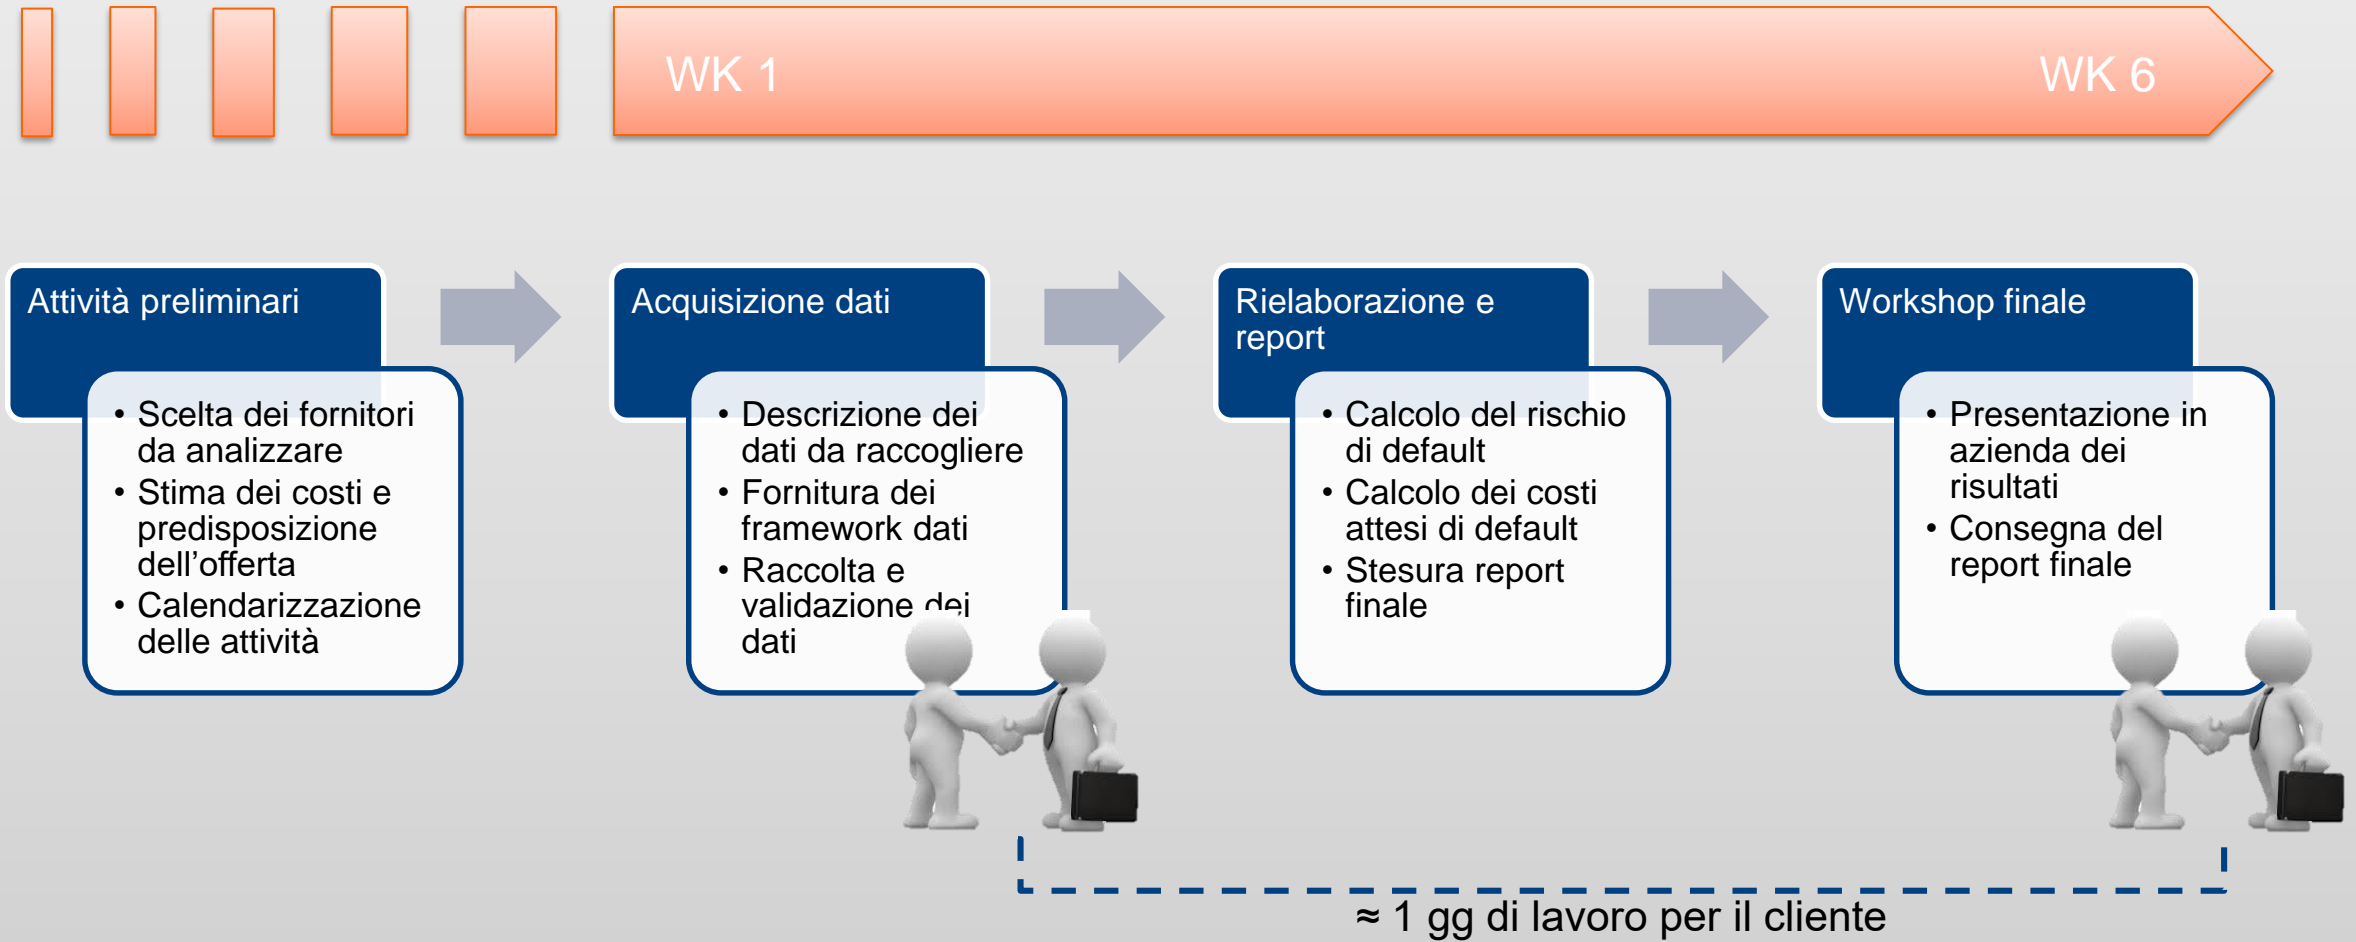 WK 1
WK 6
Attività preliminari
• Scelta dei fornitori
da analizzare
• Stima dei costi e
predisposizione
dell’offerta
• Calendarizzazione
delle attività
Acquisizione dati
• Descrizione dei
dati da raccogliere
• Fornitura dei
framework dati
• Raccolta e
validazione dei
dati
Rielaborazione e
report
• Calcolo del rischio
di default
• Calcolo dei costi
attesi di default
• Stesura report
finale
Workshop finale
• Presentazione in
azienda dei
risultati
• Consegna del
report finale
≈ 1 gg di lavoro per il cliente